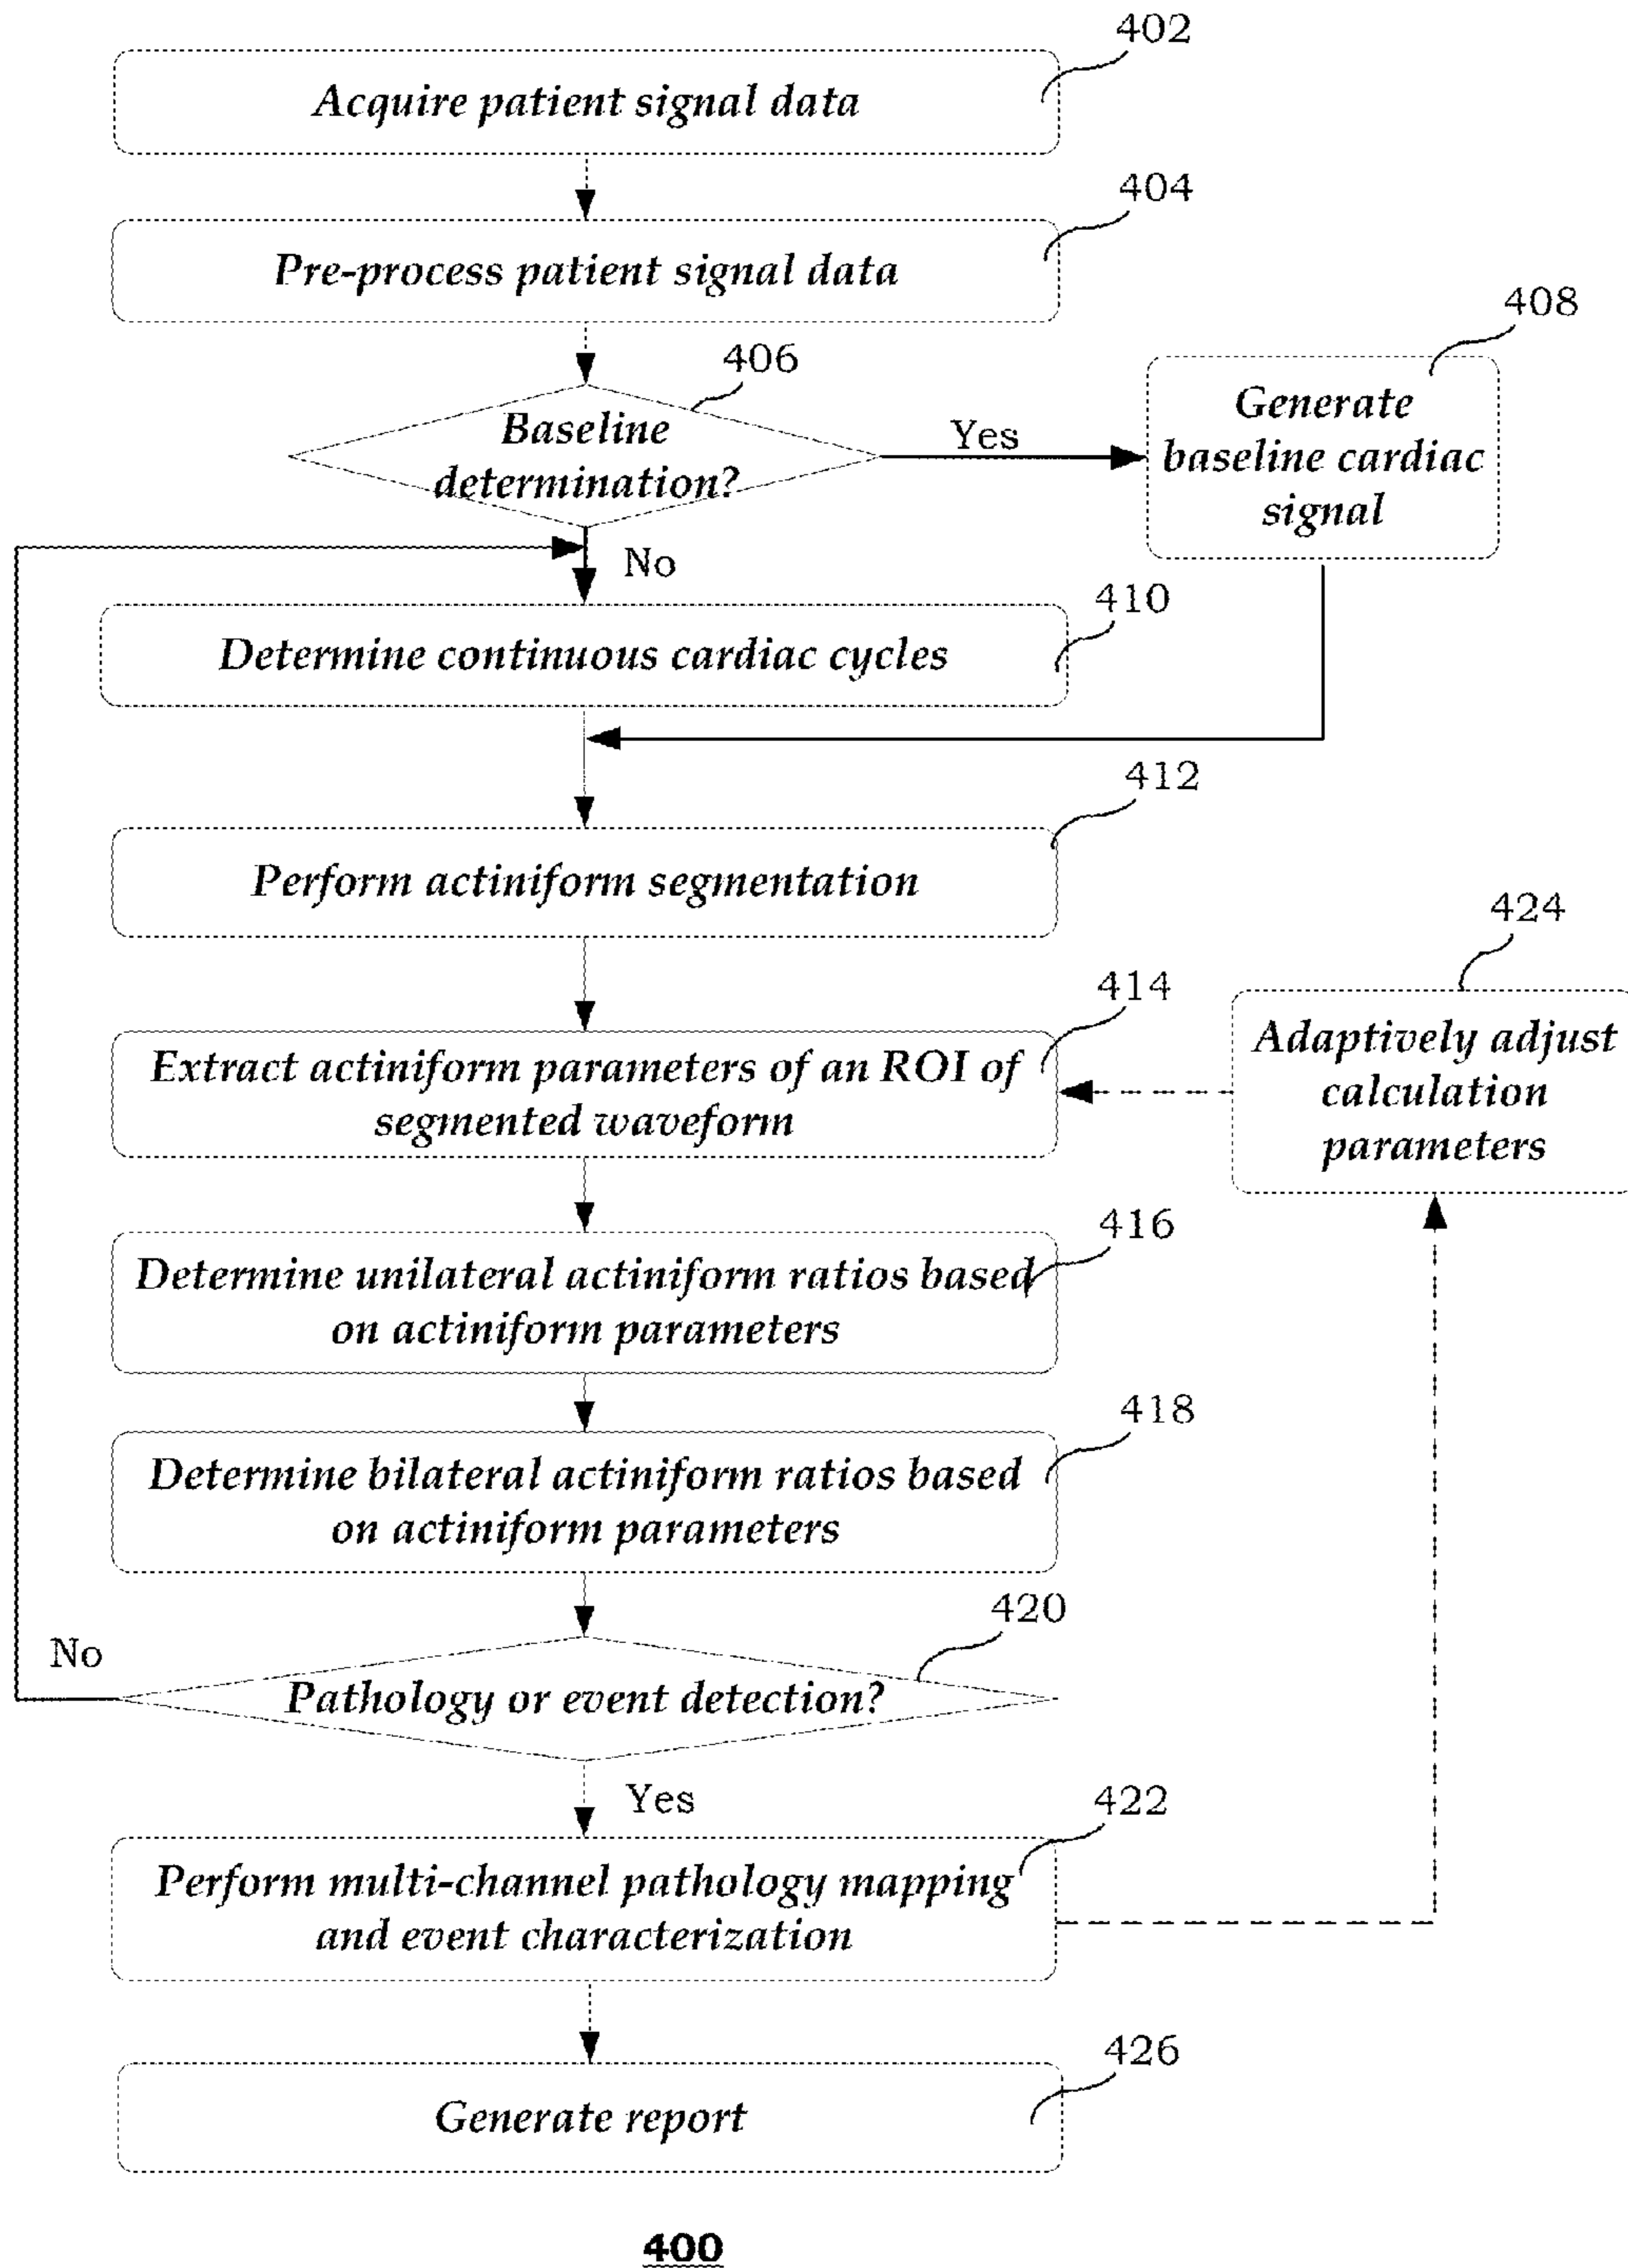 402
Acquire patient signal data
404
Pre-process patient signal data
406
408
Baseline
determination?
Yes
Generate
baseline cardiac
signal
No
410
Determine continuous cardiac cycles
412
Perform actiniform segmentation
424
414
Extract actiniform parameters of an ROI of
segmented waveform
Adaptively adjust
calculation
parameters
416
Determine unilateral actiniform ratios based
on actiniform parameters
418
Determine bilateral actiniform ratios based
on actiniform parameters
420
No
Pathology or event detection?
Yes
422
Perform multi-channel pathology mapping
and event characterization
426
Generate report
400